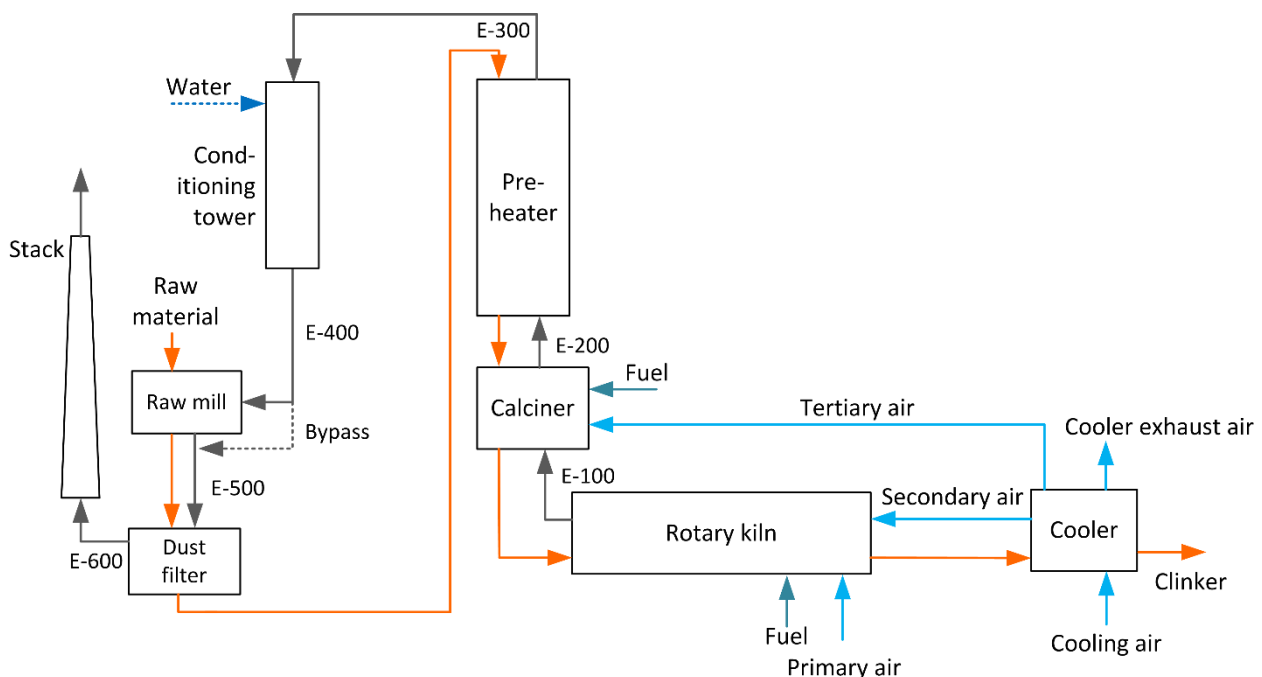 E-300
Water
Cond-
itioning
tower
Pre-
heater
Stack
Raw
material
E-400
E-200
Fuel
Raw mill
Calciner
Tertiary air
Bypass
Cooler exhaust air
E-100
E-500
Secondary air
Rotary kiln
Cooler
E-600
Dust
filter
Clinker
Fuel
Primary air
Cooling air